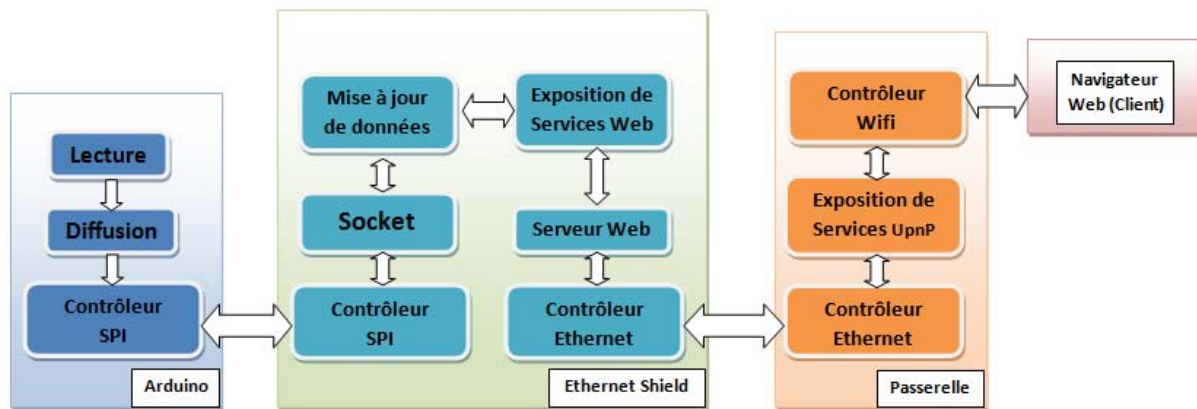 Lecture
Diffusion
Contrôleur
SPI
Arduino
Mise à jour
de données
Socket
Contrôleur
SPI
Exposition de
Services Web
Serveur Web
Contrôleur
Ethernet
Ethernet Shield
Contrôleur
Wifi
Exposition de
Services UpnP
Contrôleur
Ethernet
Passerelle
Navigateur
Web (Client)